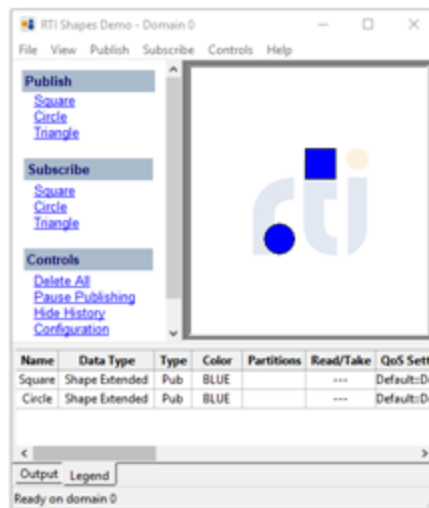 RTI Shapes Demo - Domain 0
File View Publish Subscribe Controls Help
Publish
Square
Circle
Triangle
Subscribe
Square
Circle
Triangle
Controls
Delete All
Pause Publishing
Hide History
Configuration
rti
Name Data Type Type Color Partitions Read/Take QoS Sett
Square Shape Extended Pub BLUE --- Default::D
Circle Shape Extended Pub BLUE --- Default::D
Output Legend
Ready on domain 0